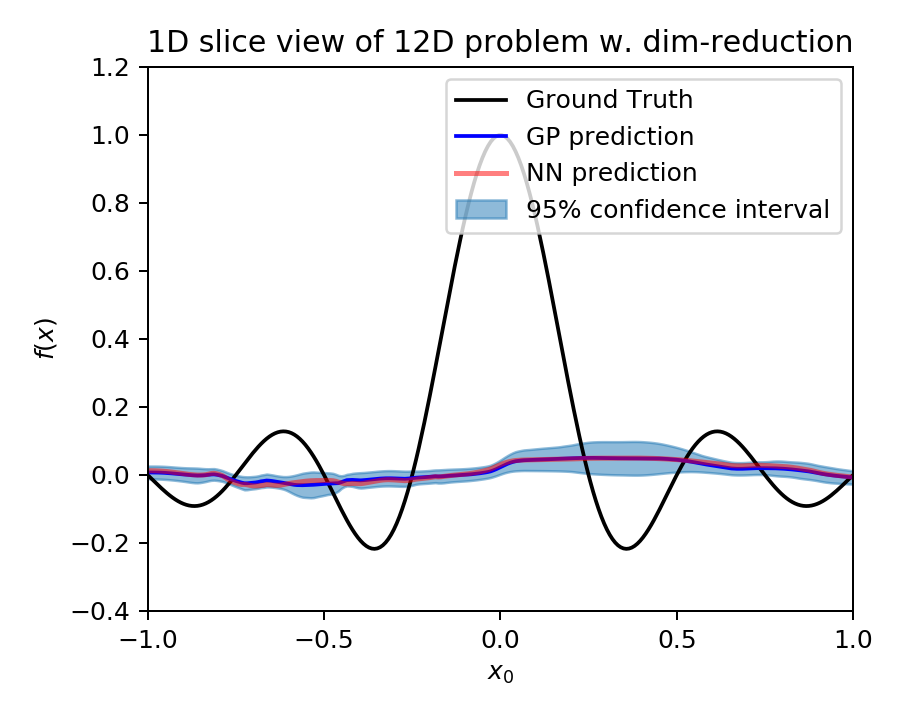 1D slice view of 12D problem w. dim-reduction
1.2
1.0
0.8
0.6
0.4
0.2
0.0
−0.2
−0.4
f(x)
Ground Truth
GP prediction
NN prediction
95% confidence interval
−1.0 −0.5 0.0 0.5 1.0
x₀